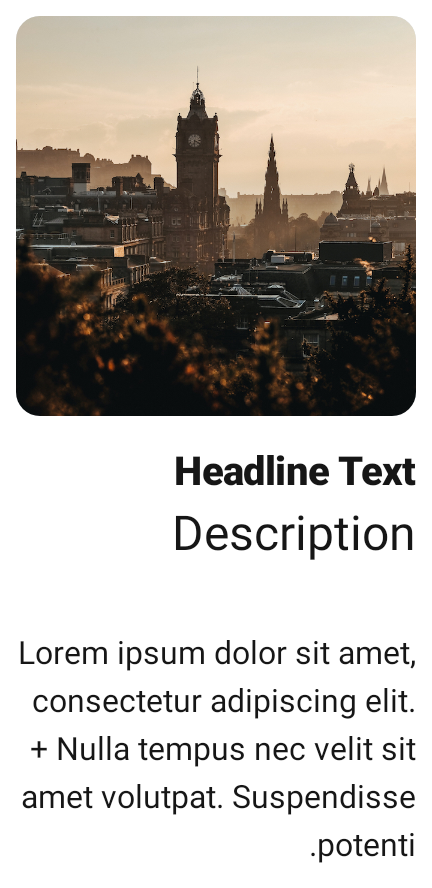 Headline Text
Description
Lorem ipsum dolor sit amet,
consectetur adipiscing elit.
+ Nulla tempus nec velit sit
amet volutpat. Suspendisse
.potenti